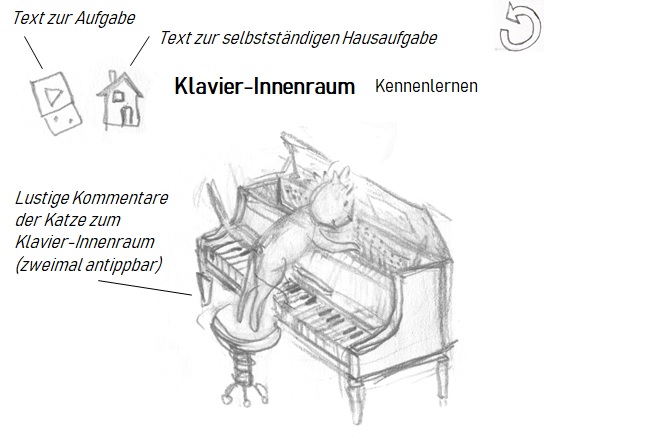 Text zur Aufgabe
Text zur selbstständigen Hausaufgabe
Klavier-Innenraum Kennenlernen
Lustige Kommentare
der Katze zum
Klavier-Innenraum
(zweimal antippbar)